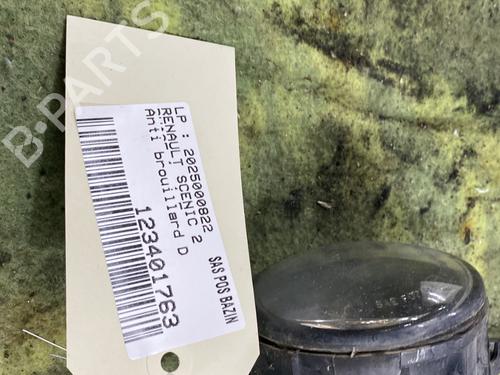 B-PARTS
LP : 2025000822
RENAULT SCENIC 2
Anti brouillard D
123401763
SAS POS BAZIN